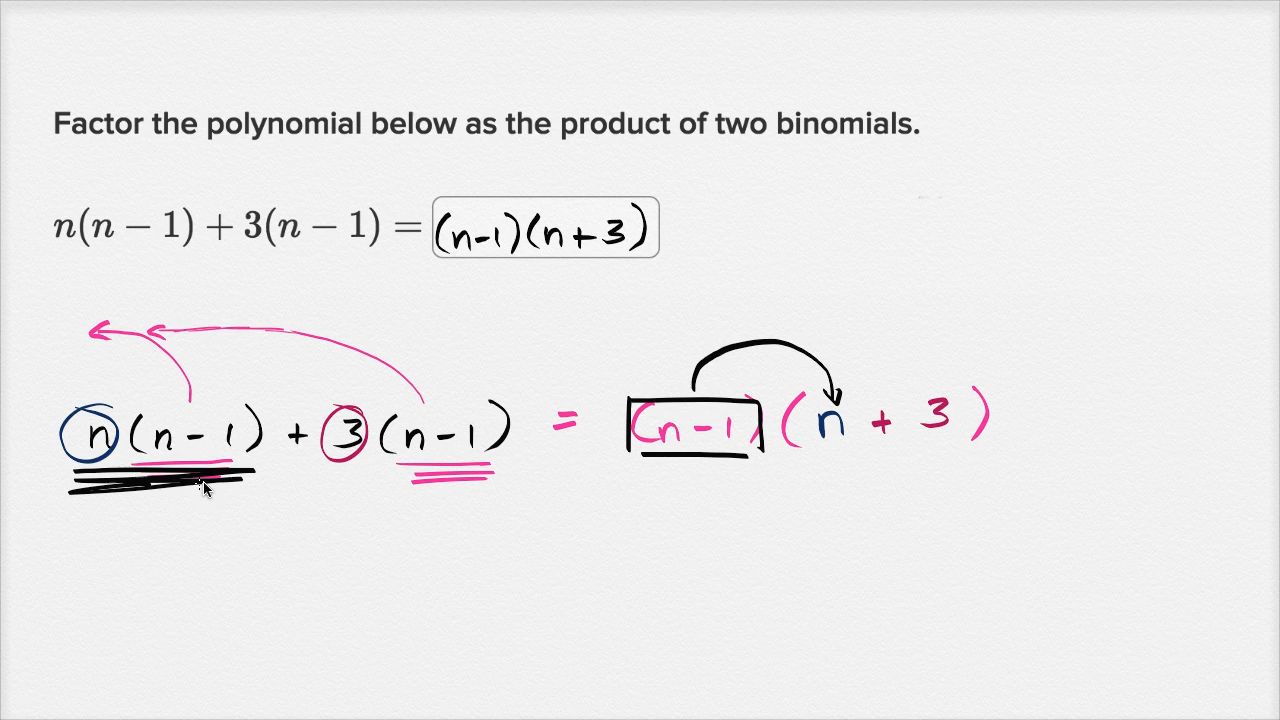 Factor the polynomial below as the product of two binomials.
n(n − 1) + 3(n − 1) = (n-1)(n+3)
n(n-1) + 3(n-1) = (n-1)(n + 3)